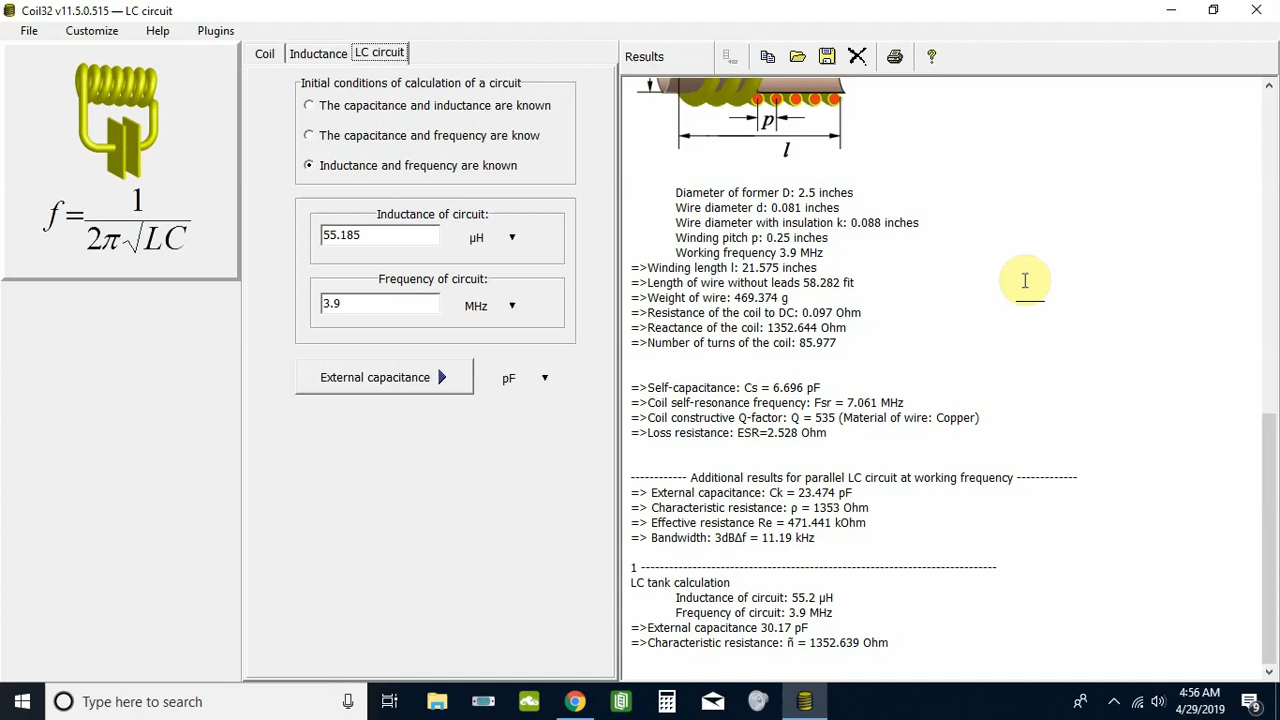 Coil32 v11.5.0.515 — LC circuit
File Customize Help Plugins
f= 1 / 2π√LC
Coil Inductance LC circuit
Initial conditions of calculation of a circuit
The capacitance and inductance are known
The capacitance and frequency are know
Inductance and frequency are known
Inductance of circuit:
55.185 µH
Frequency of circuit:
3.9 MHz
External capacitance pF
Results
p
l
Diameter of former D: 2.5 inches
Wire diameter d: 0.081 inches
Wire diameter with insulation k: 0.088 inches
Winding pitch p: 0.25 inches
Working frequency 3.9 MHz
=>Winding length l: 21.575 inches
=>Length of wire without leads 58.282 fit
=>Weight of wire: 469.374 g
=>Resistance of the coil to DC: 0.097 Ohm
=>Reactance of the coil: 1352.644 Ohm
=>Number of turns of the coil: 85.977
=>Self-capacitance: Cs = 6.696 pF
=>Coil self-resonance frequency: Fsr = 7.061 MHz
=>Coil constructive Q-factor: Q = 535 (Material of wire: Copper)
=>Loss resistance: ESR=2.528 Ohm
------------ Additional results for parallel LC circuit at working frequency -------------
=> External capacitance: Ck = 23.474 pF
=> Characteristic resistance: ρ = 1353 Ohm
=> Effective resistance Re = 471.441 kOhm
=> Bandwidth: 3dBΔf = 11.19 kHz
1 -----------------------------------------------------------------------
LC tank calculation
Inductance of circuit: 55.2 µH
Frequency of circuit: 3.9 MHz
=>External capacitance 30.17 pF
=>Characteristic resistance: ñ = 1352.639 Ohm
Type here to search
4:56 AM
4/29/2019
9